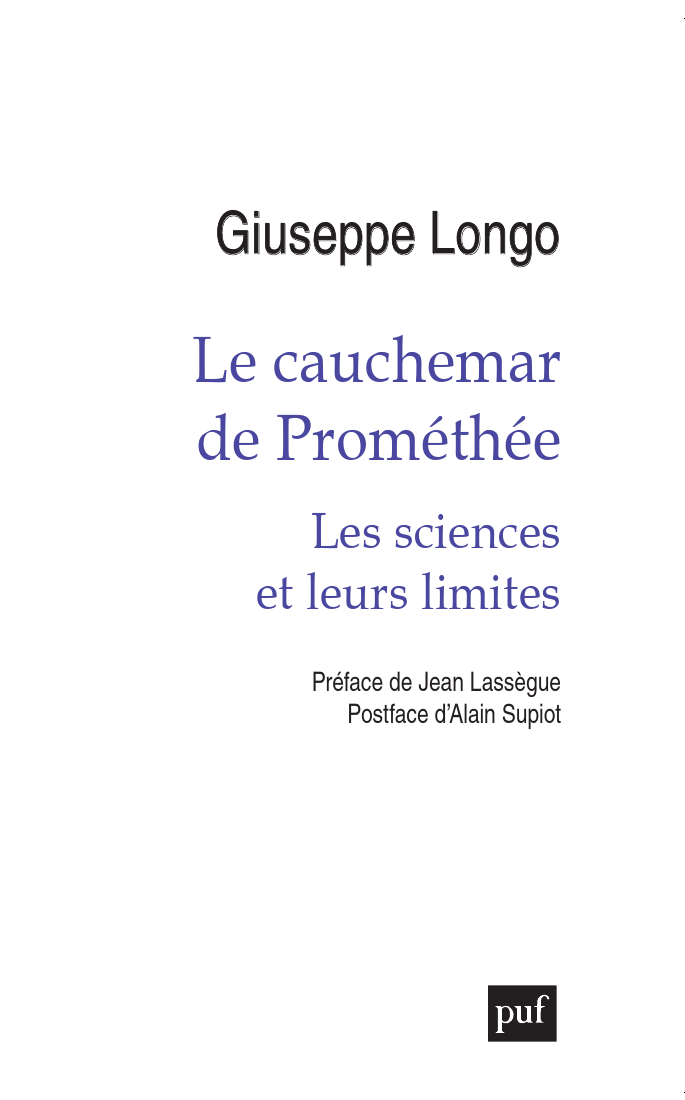 Giuseppe Longo
Le cauchemar
de Prométhée
Les sciences
et leurs limites
Préface de Jean Lassègue
Postface d’Alain Supiot
puf